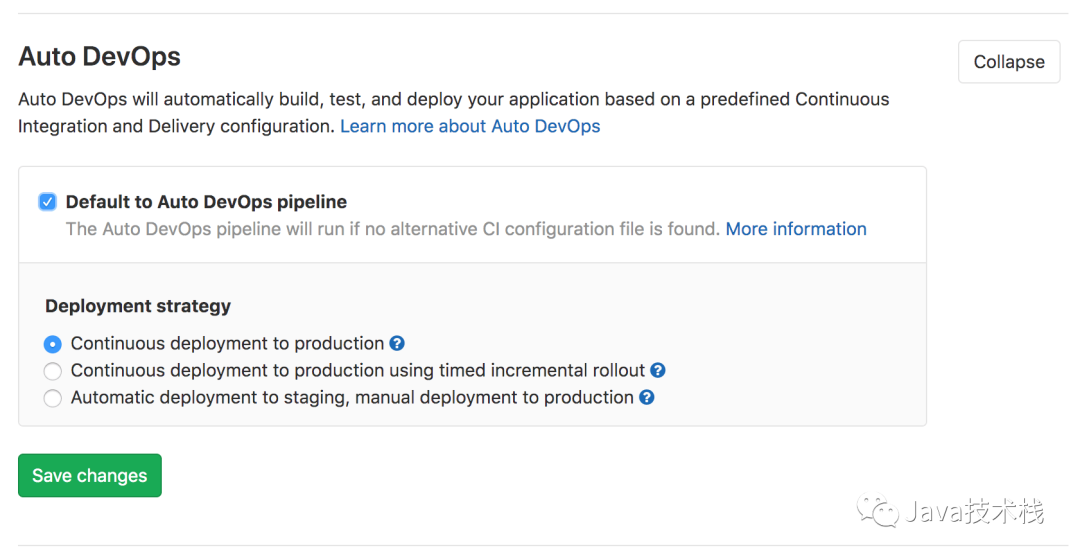 Auto DevOps
Collapse
Auto DevOps will automatically build, test, and deploy your application based on a predefined Continuous
Integration and Delivery configuration. Learn more about Auto DevOps
Default to Auto DevOps pipeline
The Auto DevOps pipeline will run if no alternative CI configuration file is found. More information
Deployment strategy
Continuous deployment to production ?
Continuous deployment to production using timed incremental rollout ?
Automatic deployment to staging, manual deployment to production ?
Save changes
Java技术栈